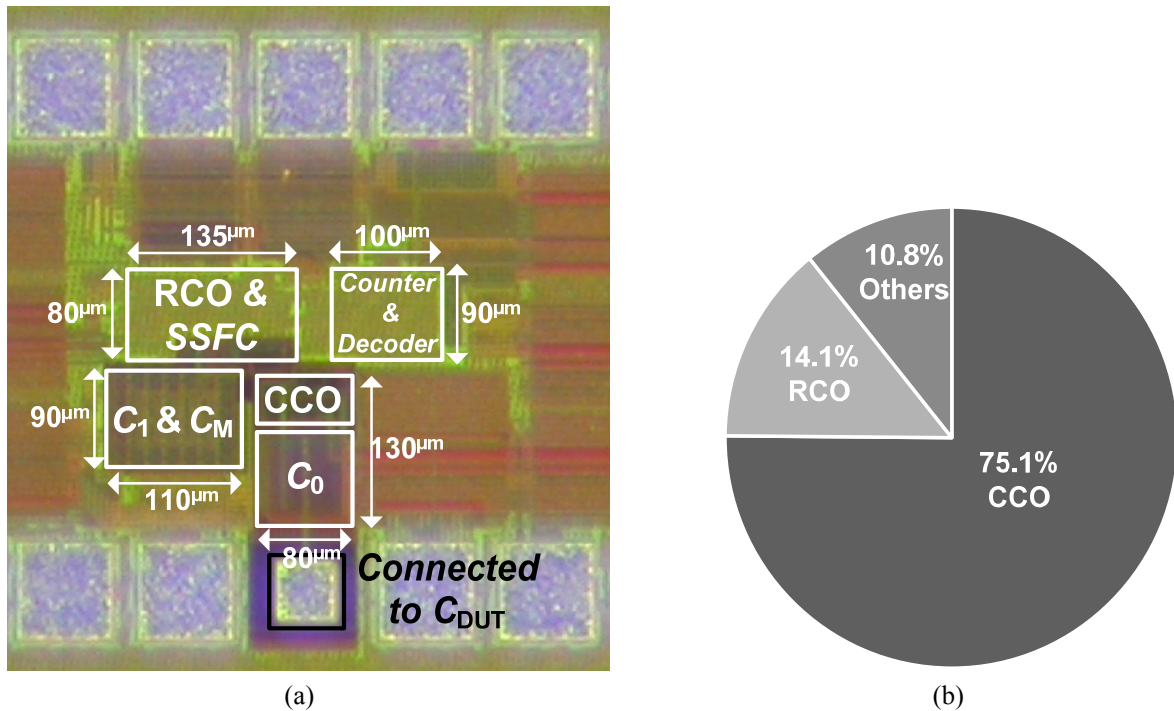 135μm
100μm
RCO &
SSFC
80μm
Counter
&
Decoder
90μm
C1 & CM
90μm
110μm
CCO
C0
130μm
80μm
Connected
to CDUT
(a)
10.8%
Others
14.1%
RCO
75.1%
CCO
(b)